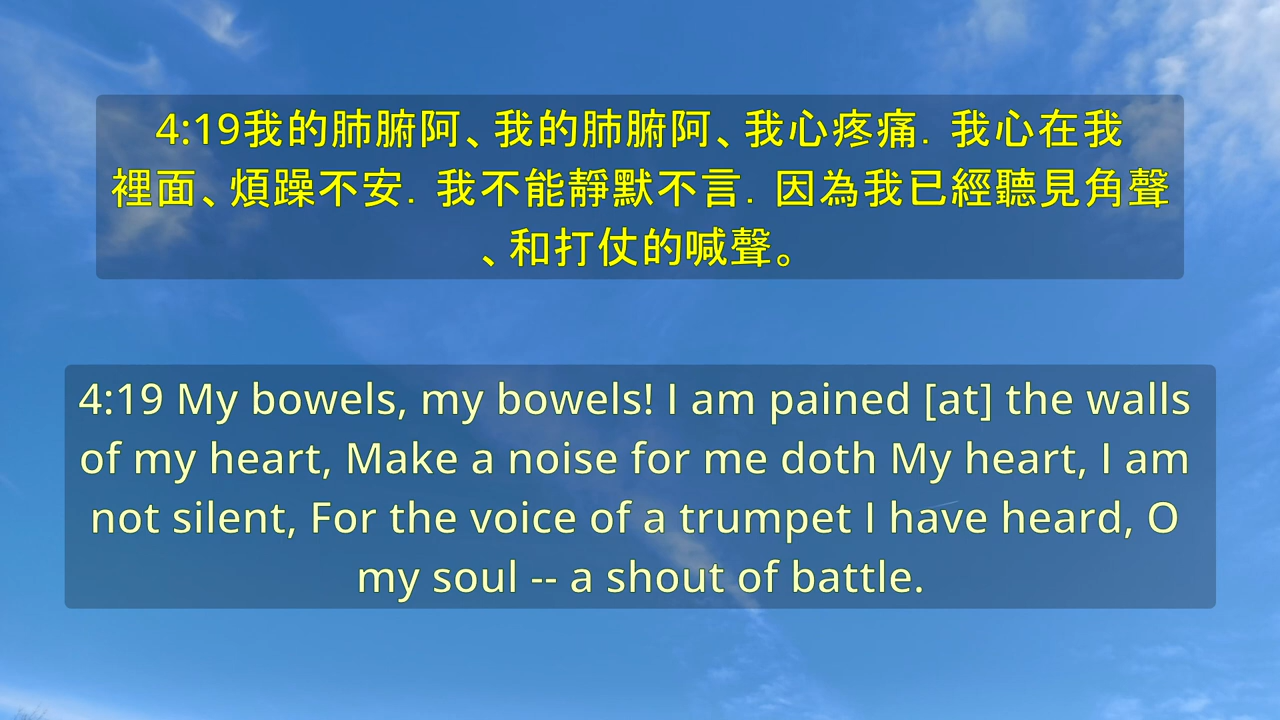 4:19我的肺腑阿、我的肺腑阿、我心疼痛．我心在我
裡面、煩躁不安．我不能靜默不言．因為我已經聽見角聲
、和打仗的喊聲。
4:19 My bowels, my bowels! I am pained [at] the walls
of my heart, Make a noise for me doth My heart, I am
not silent, For the voice of a trumpet I have heard, O
my soul -- a shout of battle.